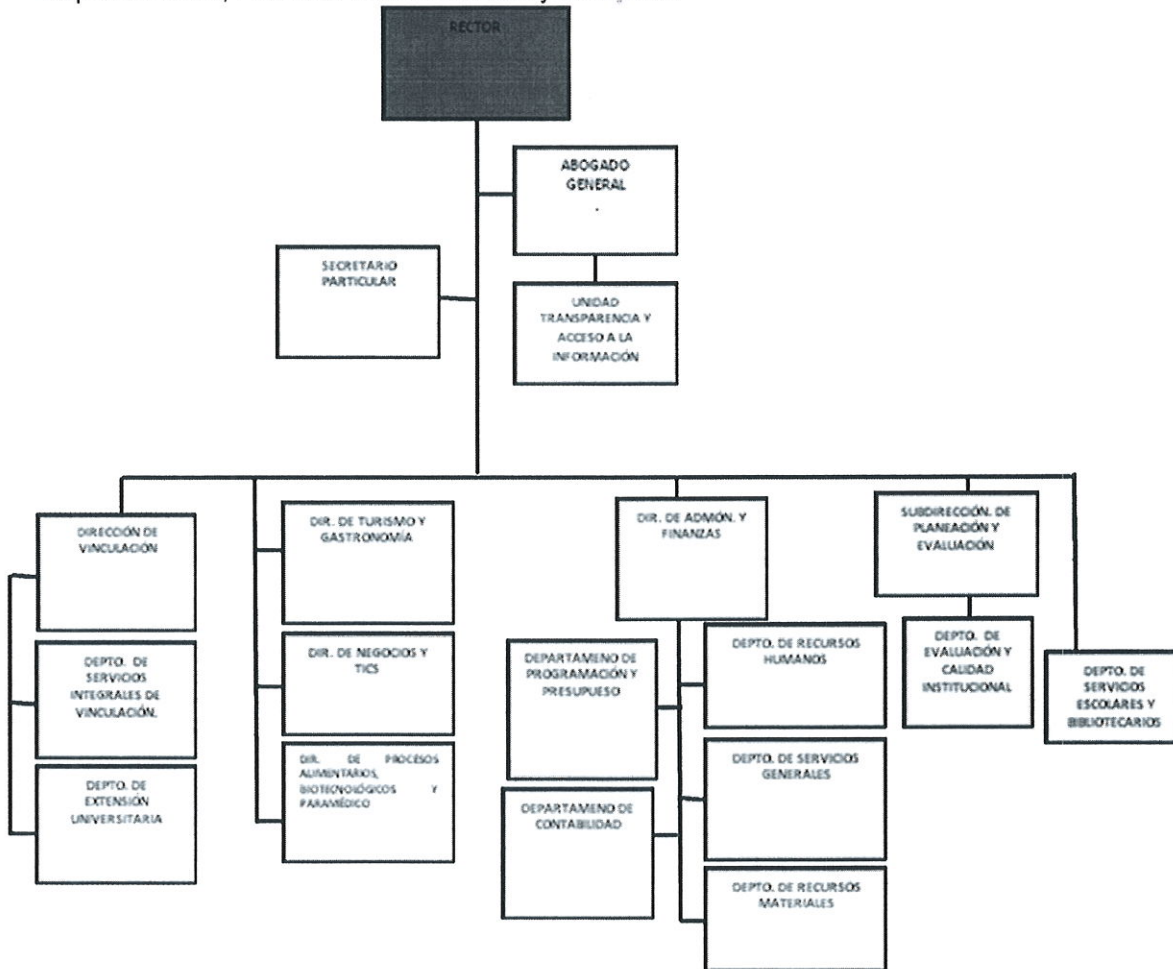 RECTOR
ABOGADO
GENERAL
SECRETARIO
PARTICULAR
UNIDAD
TRANSPARENCIA Y
ACCESO A LA
INFORMACIÓN
DIRECCIÓN DE
VINCULACIÓN
DIR. DE TURISMO Y
GASTRONOMÍA
DIR. DE ADMÓN. Y
FINANZAS
SUBDIRECCIÓN. DE
PLANEACIÓN Y
EVALUACIÓN
DEPTO. DE
SERVICIOS
INTEGRALES DE
VINCULACIÓN.
DIR. DE NEGOCIOS Y
TICS
DEPARTAMENO DE
PROGRAMACIÓN Y
PRESUPUESO
DEPTO. DE RECURSOS
HUMANOS
DEPTO. DE
EVALUACIÓN Y
CALIDAD
INSTITUCIONAL
DEPTO. DE
SERVICIOS
ESCOLARES Y
BIBLIOTECARIOS
DEPTO. DE
EXTENSIÓN
UNIVERSITARIA
DIR. DE PROCESOS
ALIMENTARIOS,
BIOTECNOLÓGICOS Y
PARAMÉDICO
DEPARTAMENO DE
CONTABILIDAD
DEPTO. DE SERVICIOS
GENERALES
DEPTO. DE RECURSOS
MATERIALES